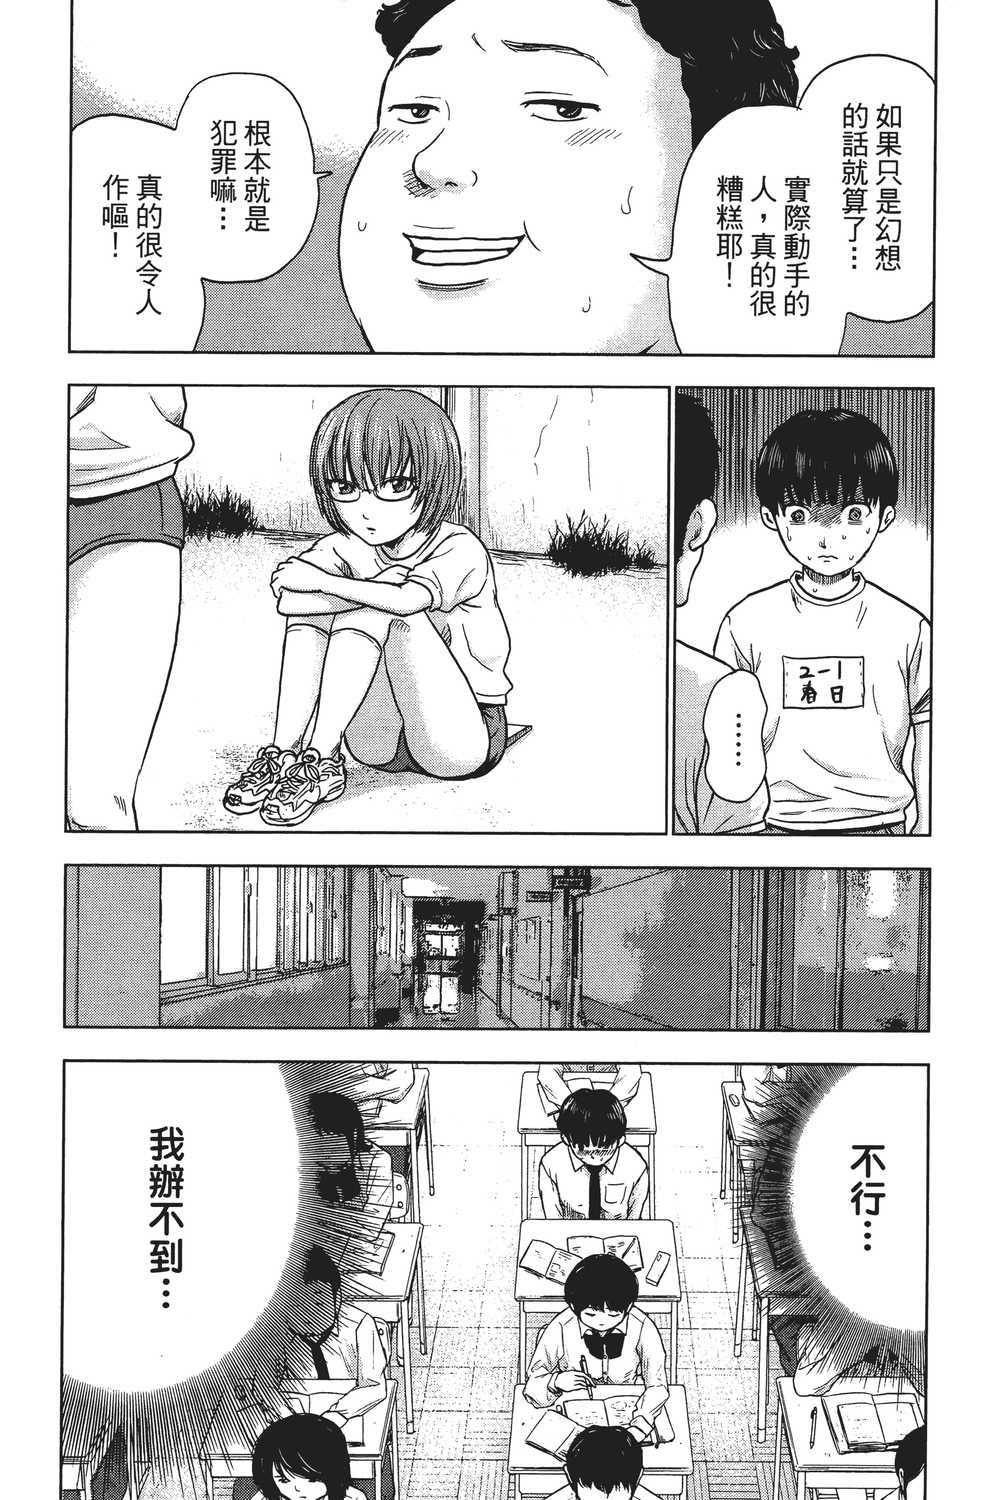 如果只是幻想
的話就算了…
實際動手的
人，真的很
糟糕耶！
根本就是
犯罪嘛…
真的很令人
作嘔！
2-1
春日
……
不行…
我辦不到…